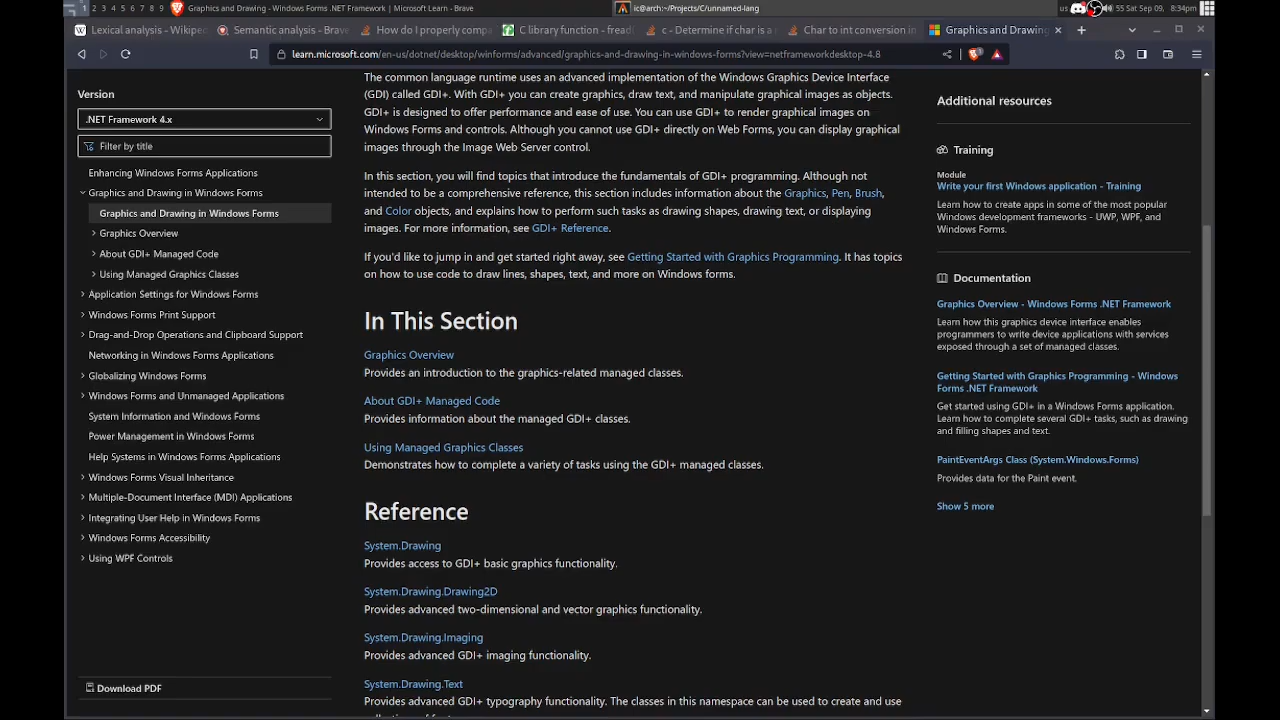 1 2 3 4 5 6 7 8 9 Graphics and Drawing - Windows Forms .NET Framework | Microsoft Learn - Brave
ic@arch:~/Projects/C/unnamed-lang
us 55 Sat Sep 09, 8:34pm
Lexical analysis - Wikiped
Semantic analysis - Brave
How do I properly compa
C library function - fread(
c - Determine if char is a n
Char to int conversion in
Graphics and Drawing
learn.microsoft.com/en-us/dotnet/desktop/winforms/advanced/graphics-and-drawing-in-windows-forms?view=netframeworkdesktop-4.8
Version
.NET Framework 4.x
Filter by title
Enhancing Windows Forms Applications
Graphics and Drawing in Windows Forms
Graphics and Drawing in Windows Forms
Graphics Overview
About GDI+ Managed Code
Using Managed Graphics Classes
Application Settings for Windows Forms
Windows Forms Print Support
Drag-and-Drop Operations and Clipboard Support
Networking in Windows Forms Applications
Globalizing Windows Forms
Windows Forms and Unmanaged Applications
System Information and Windows Forms
Power Management in Windows Forms
Help Systems in Windows Forms Applications
Windows Forms Visual Inheritance
Multiple-Document Interface (MDI) Applications
Integrating User Help in Windows Forms
Windows Forms Accessibility
Using WPF Controls
Download PDF
The common language runtime uses an advanced implementation of the Windows Graphics Device Interface
(GDI) called GDI+. With GDI+ you can create graphics, draw text, and manipulate graphical images as objects.
GDI+ is designed to offer performance and ease of use. You can use GDI+ to render graphical images on
Windows Forms and controls. Although you cannot use GDI+ directly on Web Forms, you can display graphical
images through the Image Web Server control.
In this section, you will find topics that introduce the fundamentals of GDI+ programming. Although not
intended to be a comprehensive reference, this section includes information about the Graphics, Pen, Brush,
and Color objects, and explains how to perform such tasks as drawing shapes, drawing text, or displaying
images. For more information, see GDI+ Reference.
If you'd like to jump in and get started right away, see Getting Started with Graphics Programming. It has topics
on how to use code to draw lines, shapes, text, and more on Windows forms.
In This Section
Graphics Overview
Provides an introduction to the graphics-related managed classes.
About GDI+ Managed Code
Provides information about the managed GDI+ classes.
Using Managed Graphics Classes
Demonstrates how to complete a variety of tasks using the GDI+ managed classes.
Reference
System.Drawing
Provides access to GDI+ basic graphics functionality.
System.Drawing.Drawing2D
Provides advanced two-dimensional and vector graphics functionality.
System.Drawing.Imaging
Provides advanced GDI+ imaging functionality.
System.Drawing.Text
Provides advanced GDI+ typography functionality. The classes in this namespace can be used to create and use
Additional resources
Training
Module
Write your first Windows application - Training
Learn how to create apps in some of the most popular
Windows development frameworks - UWP, WPF, and
Windows Forms.
Documentation
Graphics Overview - Windows Forms .NET Framework
Learn how this graphics device interface enables
programmers to write device applications with services
exposed through a set of managed classes.
Getting Started with Graphics Programming - Windows
Forms .NET Framework
Get started using GDI+ in a Windows Forms application.
Learn how to complete several GDI+ tasks, such as drawing
and filling shapes and text.
PaintEventArgs Class (System.Windows.Forms)
Provides data for the Paint event.
Show 5 more